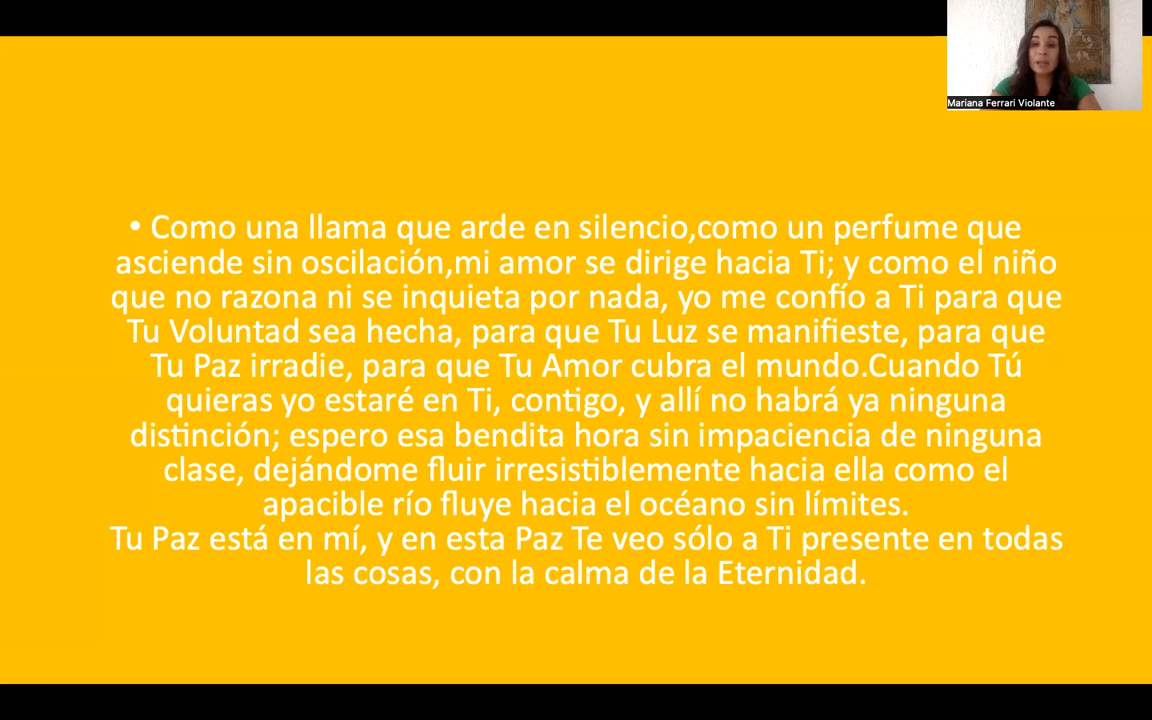 Mariana Ferrari Violante
• Como una llama que arde en silencio,como un perfume que
asciende sin oscilación,mi amor se dirige hacia Ti; y como el niño
que no razona ni se inquieta por nada, yo me confío a Ti para que
Tu Voluntad sea hecha, para que Tu Luz se manifieste, para que
Tu Paz irradie, para que Tu Amor cubra el mundo.Cuando Tú
quieras yo estaré en Ti, contigo, y allí no habrá ya ninguna
distinción; espero esa bendita hora sin impaciencia de ninguna
clase, dejándome fluir irresistiblemente hacia ella como el
apacible río fluye hacia el océano sin límites.
Tu Paz está en mí, y en esta Paz Te veo sólo a Ti presente en todas
las cosas, con la calma de la Eternidad.